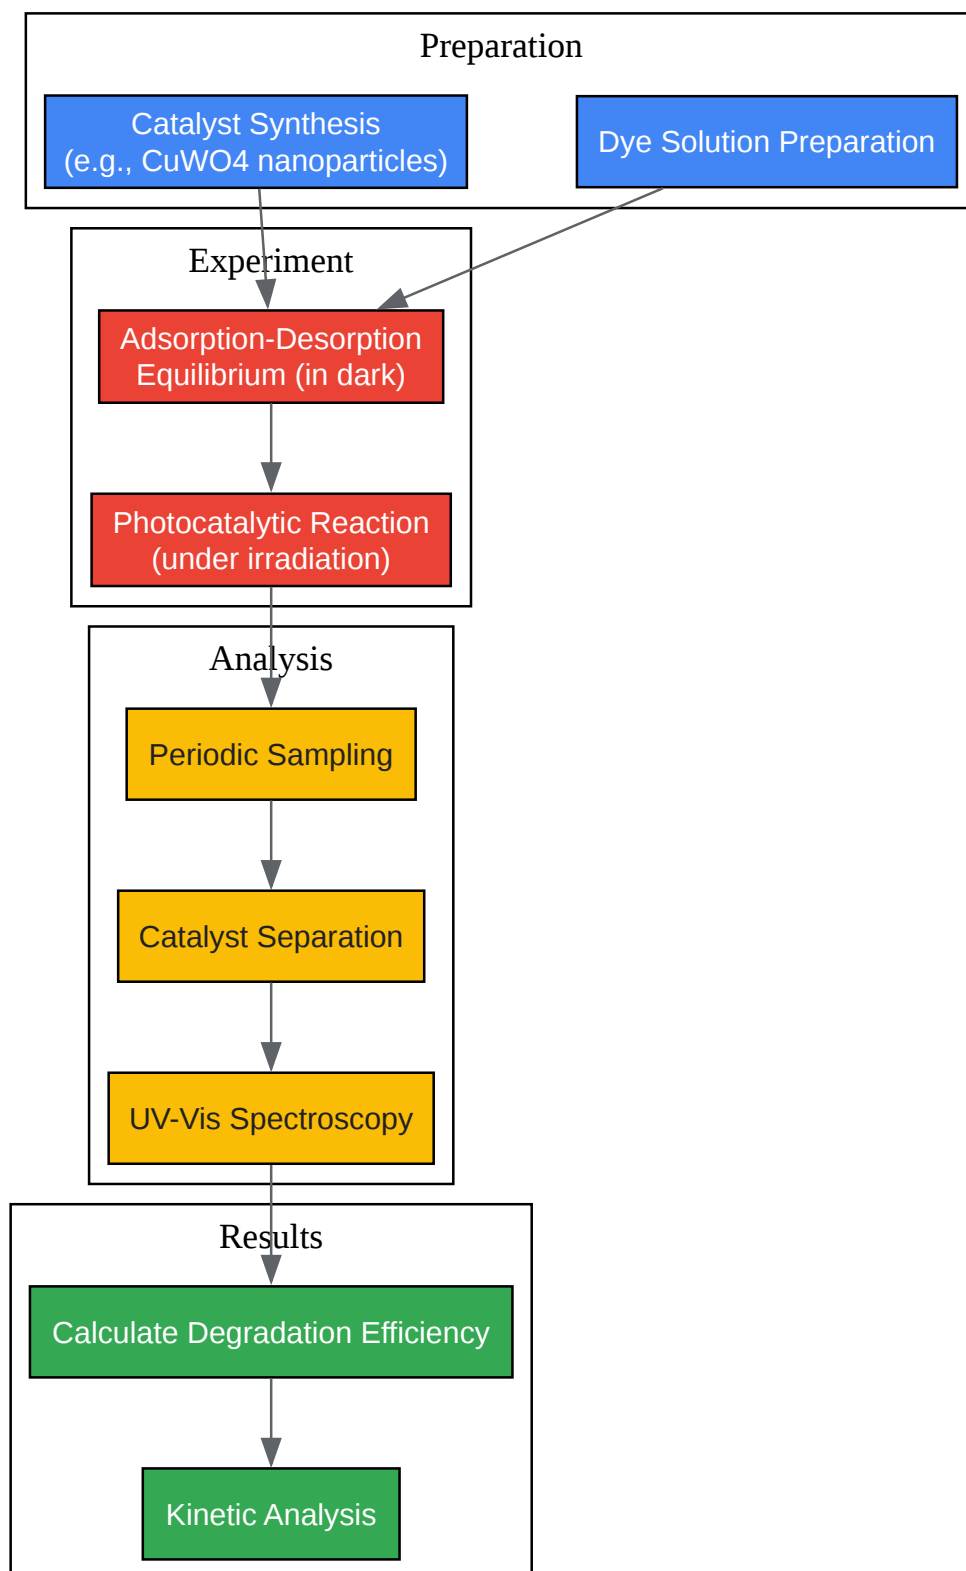 Preparation
Catalyst Synthesis
(e.g., CuWO4 nanoparticles)
Dye Solution Preparation
Experiment
Adsorption-Desorption
Equilibrium (in dark)
Photocatalytic Reaction
(under irradiation)
Analysis
Periodic Sampling
Catalyst Separation
UV-Vis Spectroscopy
Results
Calculate Degradation Efficiency
Kinetic Analysis